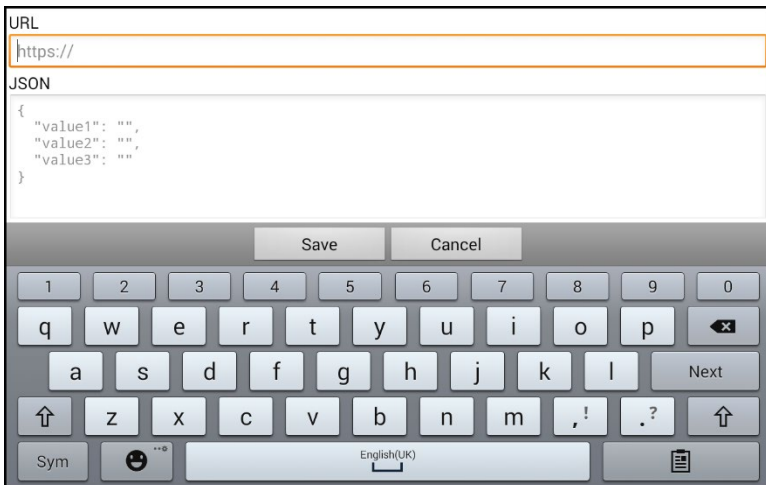 URL
https://
JSON
{
  "value1": "",
  "value2": "",
  "value3": ""
}
Save Cancel
1 2 3 4 5 6 7 8 9 0
q w e r t y u i o p
a s d f g h j k l Next
z x c v b n m , ! . ?
Sym English(UK)